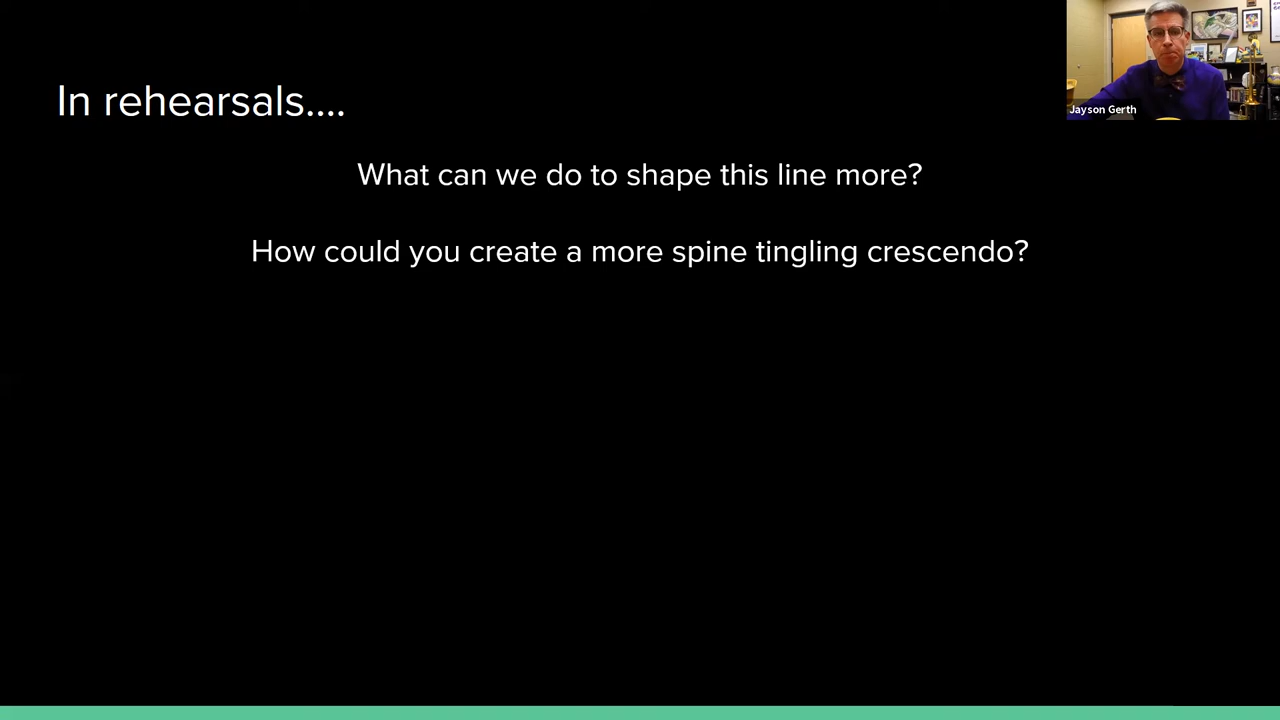 In rehearsals....
What can we do to shape this line more?
How could you create a more spine tingling crescendo?
Jayson Gerth